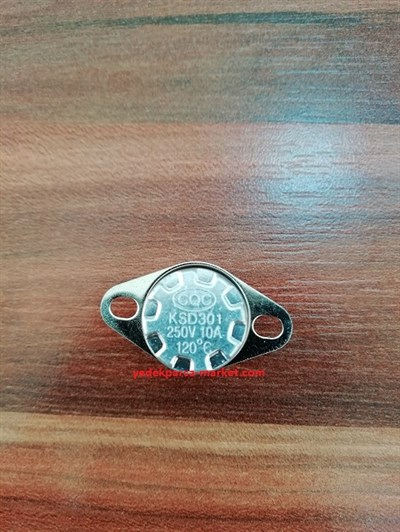 CQC
KSD301
250V 10A
120°C
yedekparca-market.com